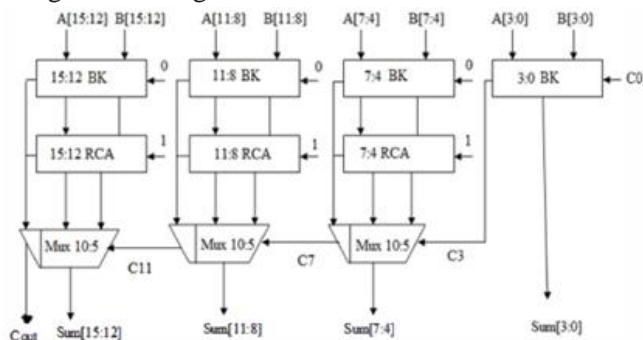 A[15:12] B[15:12] A[11:8] B[11:8] A[7:4] B[7:4] A[3:0] B[3:0]
0 0 0
15:12 BK 11:8 BK 7:4 BK 3:0 BK C0
1 1 1
15:12 RCA 11:8 RCA 7:4 RCA
Mux 10:5 Mux 10:5 Mux 10:5
C11 C7 C3
Cout Sum[15:12] Sum[11:8] Sum[7:4] Sum[3:0]